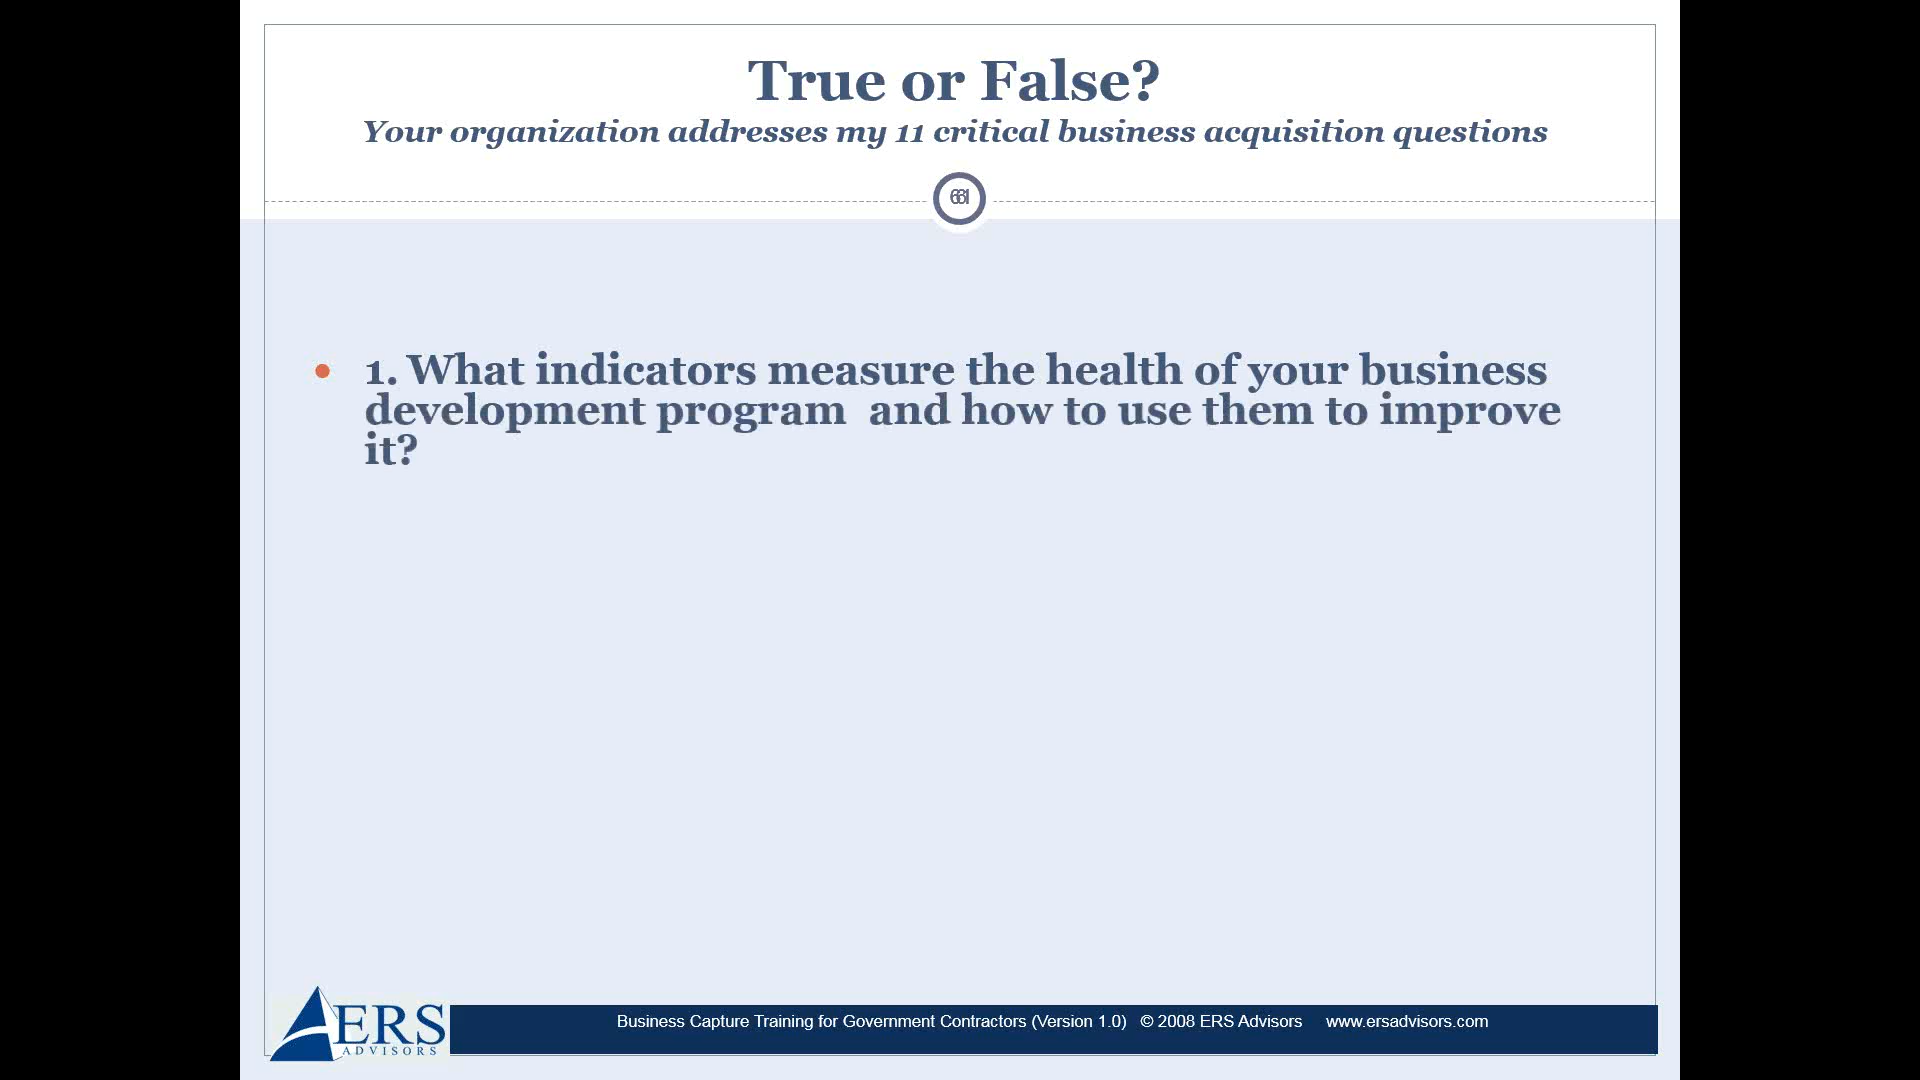 True or False?
Your organization addresses my 11 critical business acquisition questions
• 1. What indicators measure the health of your business
development program  and how to use them to improve
it?
ERS
ADVISORS
Business Capture Training for Government Contractors (Version 1.0)   © 2008 ERS Advisors     www.ersadvisors.com